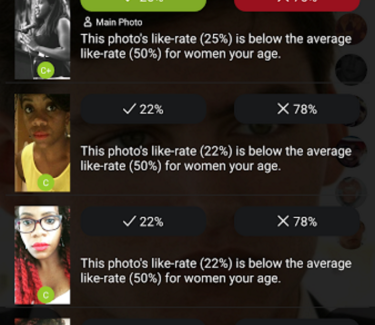 Main Photo
This photo's like-rate (25%) is below the average
like-rate (50%) for women your age.
C+
✓ 22% ✕ 78%
This photo's like-rate (22%) is below the average
like-rate (50%) for women your age.
C
✓ 22% ✕ 78%
This photo's like-rate (22%) is below the average
like-rate (50%) for women your age.
C